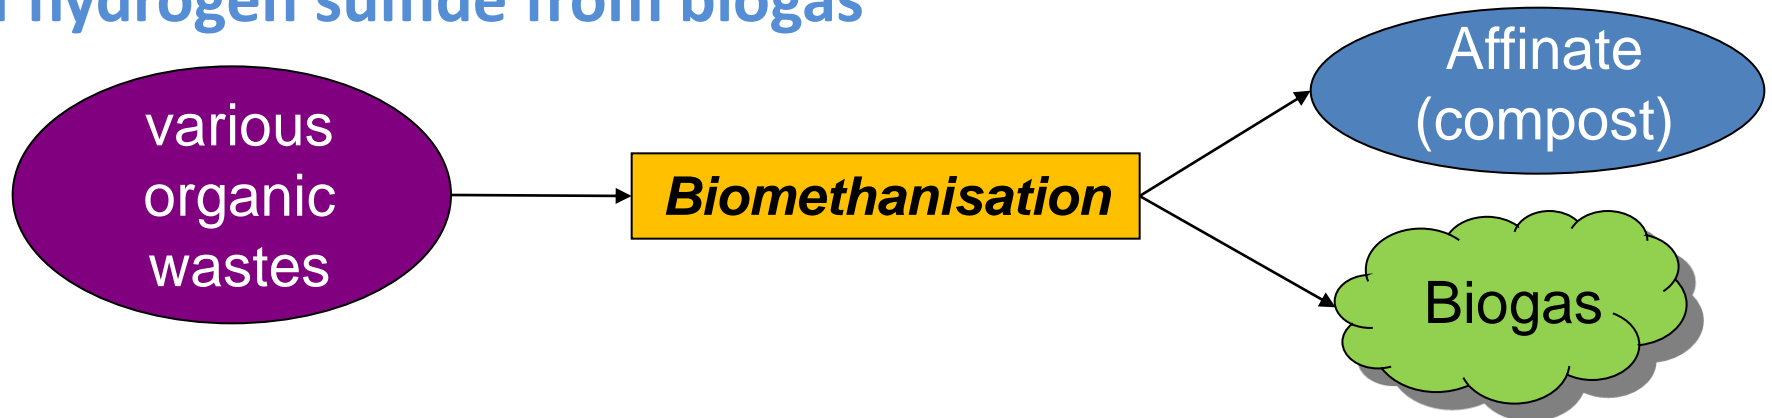 hydrogen sulfide from biogas
various
organic
wastes
Biomethanisation
Affinate
(compost)
Biogas